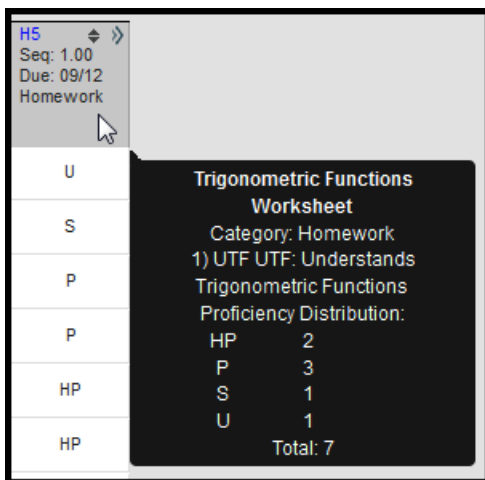 H5
Seq: 1.00
Due: 09/12
Homework
U
S
P
P
HP
HP
Trigonometric Functions
Worksheet
Category: Homework
1) UTF UTF: Understands
Trigonometric Functions
Proficiency Distribution:
HP 2
P 3
S 1
U 1
Total: 7